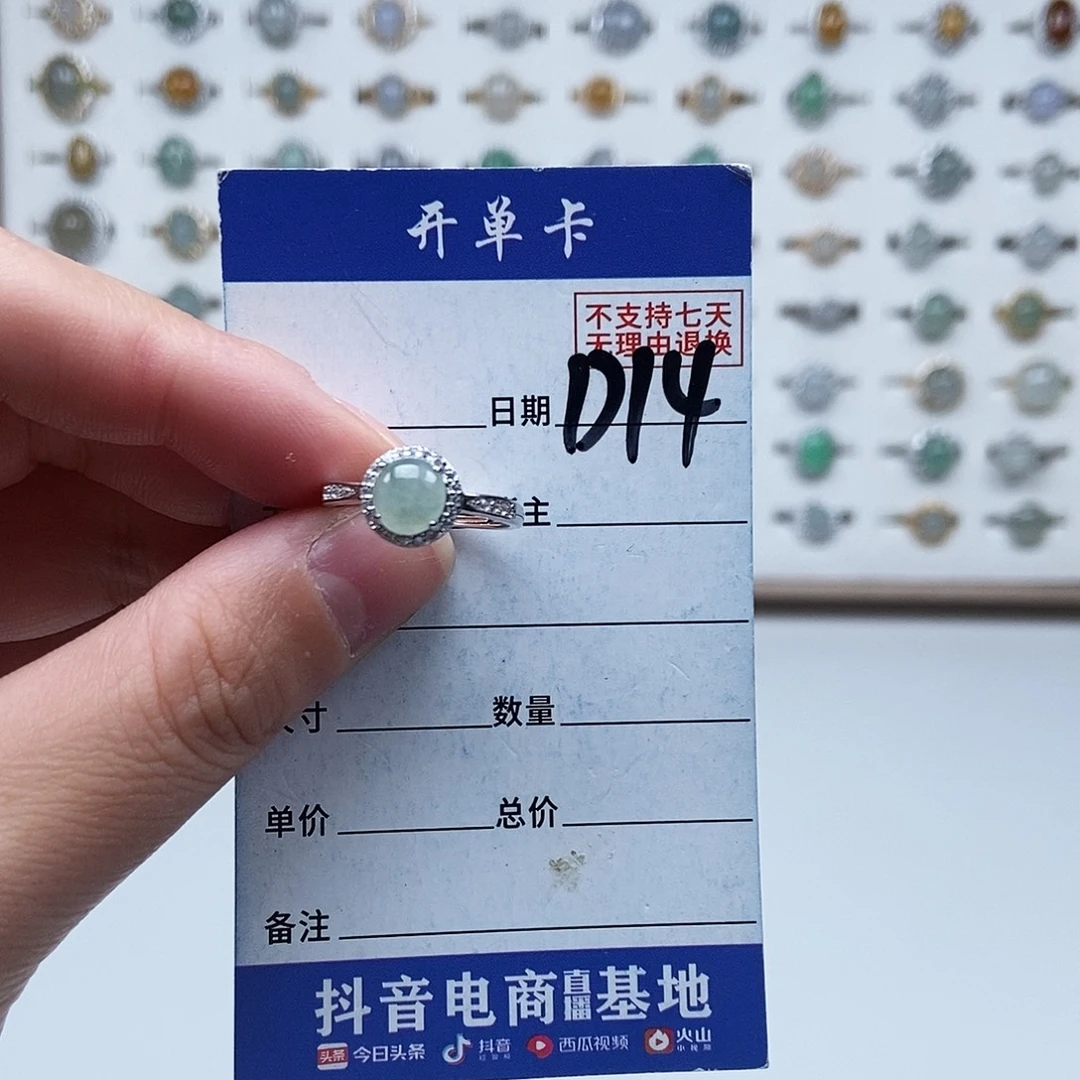 开单卡
不支持七天
无理由退换
日期 D14
主
寸 数量
单价 总价
备注
抖音电商直播基地
头条 今日头条 抖音 西瓜视频 火山